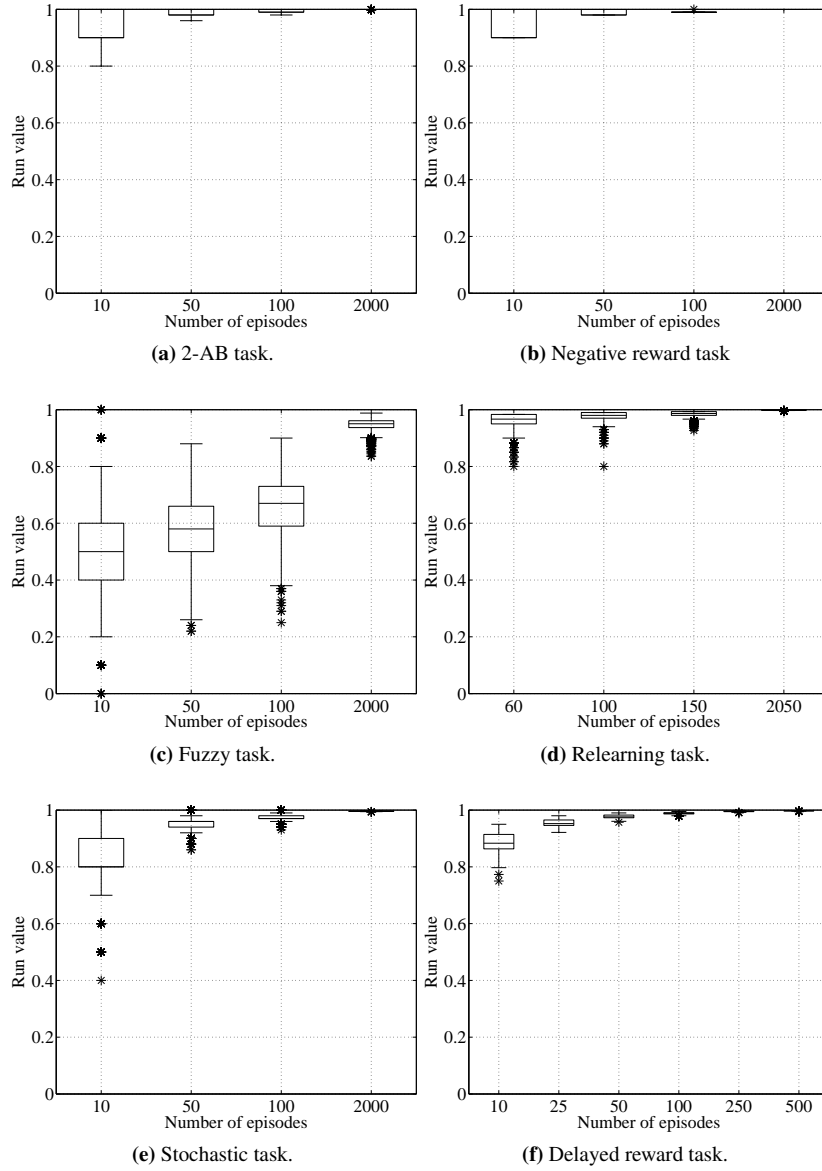 1
0.8
0.6
0.4
0.2
0
Run value
10 50 100 2000
Number of episodes
(a) 2-AB task.
1
0.8
0.6
0.4
0.2
0
Run value
10 50 100 2000
Number of episodes
(b) Negative reward task
1
0.8
0.6
0.4
0.2
0
Run value
10 50 100 2000
Number of episodes
(c) Fuzzy task.
1
0.8
0.6
0.4
0.2
0
Run value
60 100 150 2050
Number of episodes
(d) Relearning task.
1
0.8
0.6
0.4
0.2
0
Run value
10 50 100 2000
Number of episodes
(e) Stochastic task.
1
0.8
0.6
0.4
0.2
0
Run value
10 25 50 100 250 500
Number of episodes
(f) Delayed reward task.